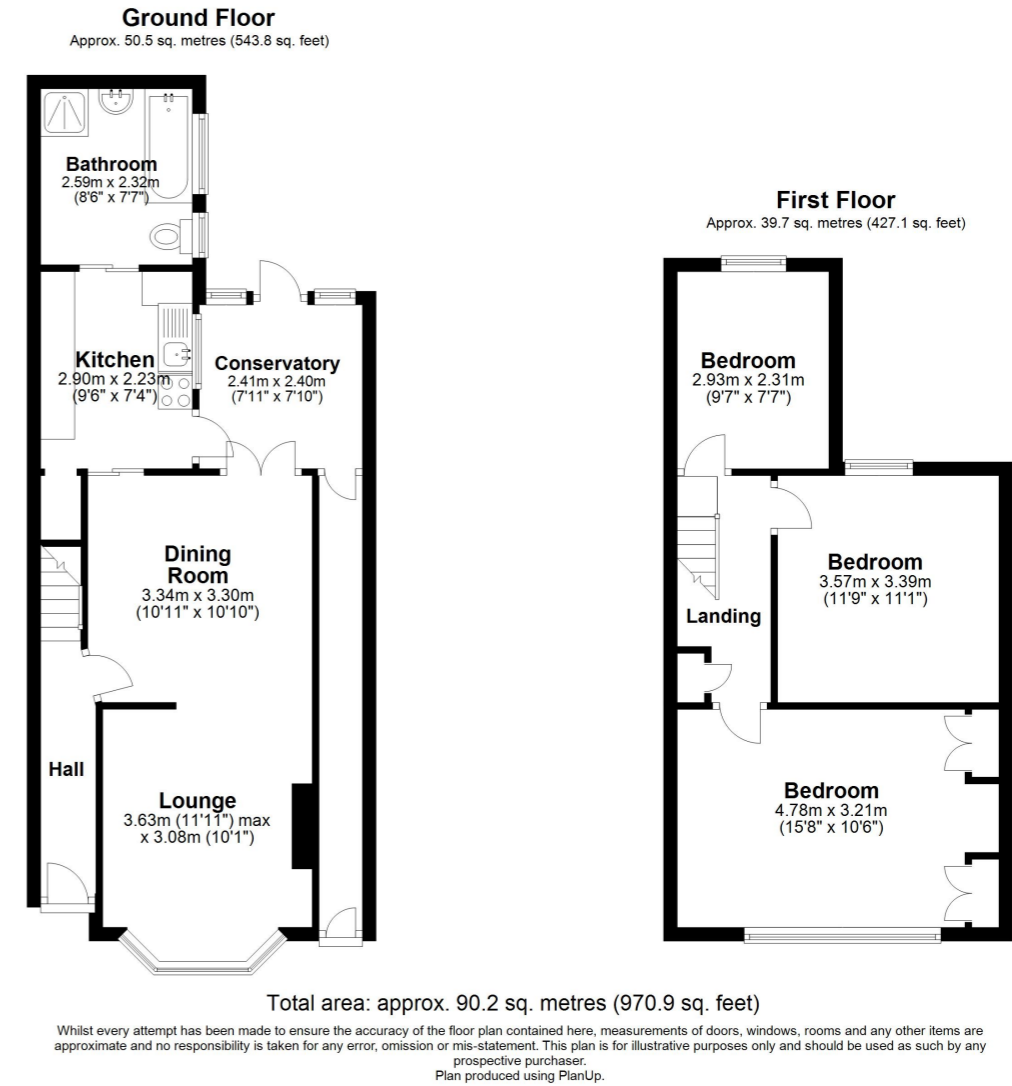 Ground Floor
Approx. 50.5 sq. metres (543.8 sq. feet)
Bathroom
2.59m x 2.32m
(8'6" x 7'7")
Kitchen
2.90m x 2.23m
(9'6" x 7'4")
Conservatory
2.41m x 2.40m
(7'11" x 7'10")
Dining
Room
3.34m x 3.30m
(10'11" x 10'10")
Hall
Lounge
3.63m (11'11") max
x 3.08m (10'1")
First Floor
Approx. 39.7 sq. metres (427.1 sq. feet)
Bedroom
2.93m x 2.31m
(9'7" x 7'7")
Bedroom
3.57m x 3.39m
(11'9" x 11'1")
Landing
Bedroom
4.78m x 3.21m
(15'8" x 10'6")
Total area: approx. 90.2 sq. metres (970.9 sq. feet)
Whilst every attempt has been made to ensure the accuracy of the floor plan contained here, measurements of doors, windows, rooms and any other items are
approximate and no responsibility is taken for any error, omission or mis-statement. This plan is for illustrative purposes only and should be used as such by any
prospective purchaser.
Plan produced using PlanUp.